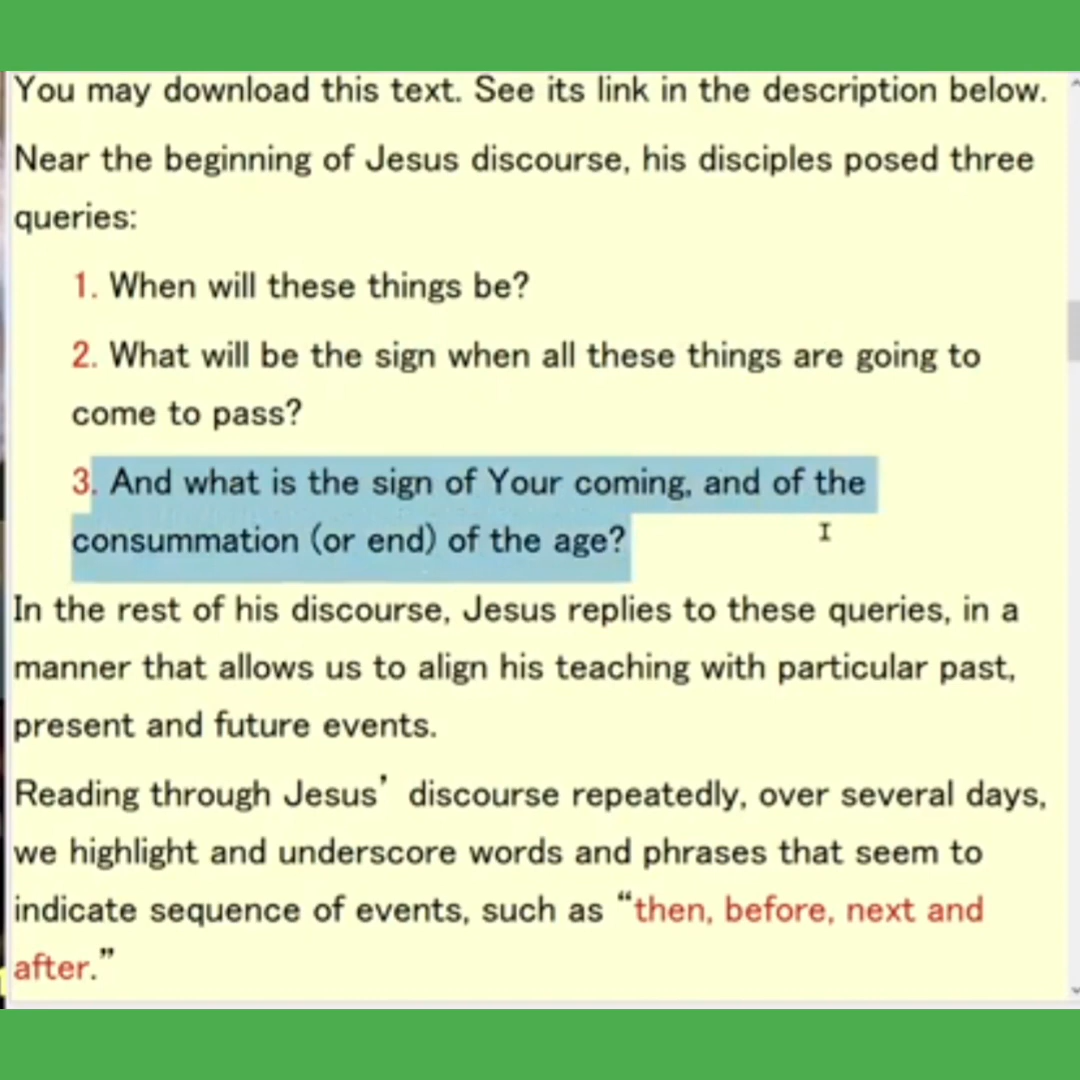 You may download this text. See its link in the description below.
Near the beginning of Jesus discourse, his disciples posed three
queries:
1. When will these things be?
2. What will be the sign when all these things are going to
come to pass?
3. And what is the sign of Your coming, and of the
consummation (or end) of the age?
In the rest of his discourse, Jesus replies to these queries, in a
manner that allows us to align his teaching with particular past,
present and future events.
Reading through Jesus’ discourse repeatedly, over several days,
we highlight and underscore words and phrases that seem to
indicate sequence of events, such as “then, before, next and
after.”